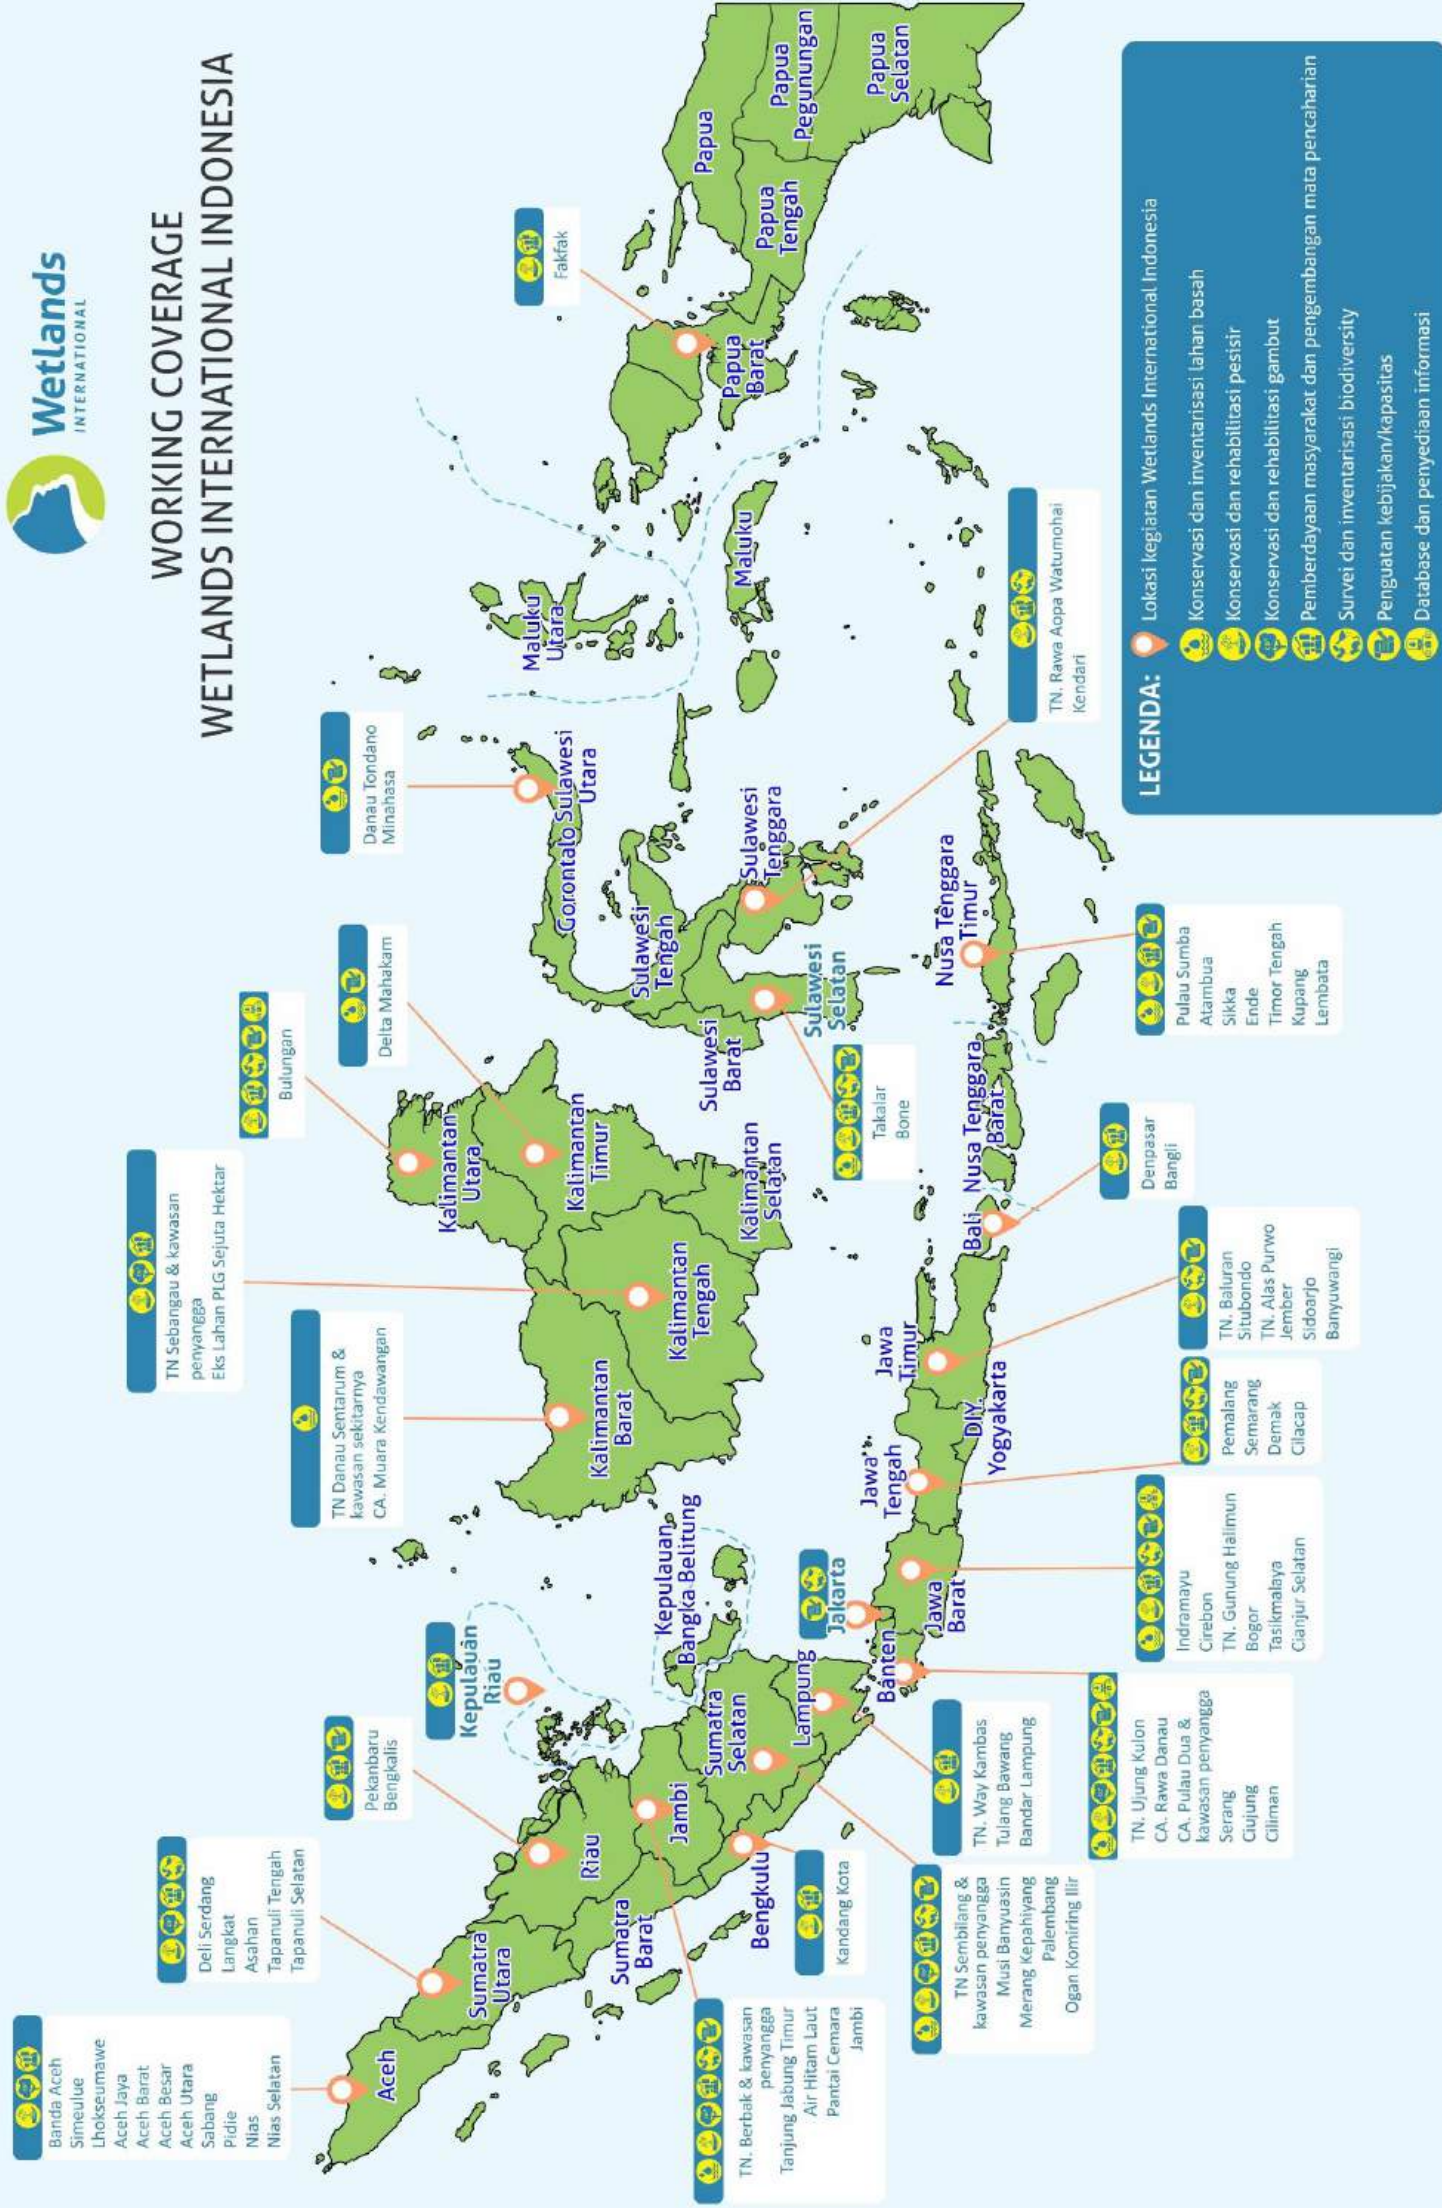 Wetlands
INTERNATIONAL
WORKING COVERAGE
WETLANDS INTERNATIONAL INDONESIA
Banda Aceh
Simeulue
Lhokseumawe
Aceh Jaya
Aceh Barat
Aceh Besar
Aceh Utara
Sabang
Pidie
Nias
Nias Selatan
Deli Serdang
Langkat
Asahan
Tapanuli Tengah
Tapanuli Selatan
Pekanbaru
Bengkalis
Kepulauan
Riau
TN Danau Sentarum &
kawasan sekitarnya
CA. Muara Kendawangan
TN Sebangau & kawasan
penyangga
Eks Lahan PLG Sejuta Hektar
Bulungan
Delta Mahakam
Danau Tondano
Minahasa
Fakfak
Aceh
Sumatra
Utara
Riau
Sumatra
Barat
Jambi
Bengkulu
Sumatra
Selatan
Lampung
Kepulauan
Bangka Belitung
Banten
Jakarta
Jawa
Barat
Jawa
Tengah
DIY.
Yogyakarta
Jawa
Timur
Bali
Nusa Tenggara
Barat
Nusa Tenggara
Timur
Kalimantan
Barat
Kalimantan
Tengah
Kalimantan
Selatan
Kalimantan
Timur
Kalimantan
Utara
Sulawesi
Barat
Sulawesi
Tengah
Sulawesi
Selatan
Sulawesi
Tenggara
Gorontalo
Sulawesi
Utara
Maluku
Utara
Maluku
Papua
Barat
Papua
Papua
Tengah
Papua
Pegunungan
Papua
Selatan
TN. Berbak & kawasan
penyangga
Tanjung Jabung Timur
Air Hitam Laut
Pantai Cemara
Jambi
Kandang Kota
TN Sembilang &
kawasan penyangga
Musi Banyuasin
Merang Kepahiyang
Palembang
Ogan Komiring Ilir
TN. Way Kambas
Tulang Bawang
Bandar Lampung
TN. Ujung Kulon
CA. Rawa Danau
CA. Pulau Dua &
kawasan penyangga
Serang
Ciujung
Ciliman
Indramayu
Cirebon
TN. Gunung Halimun
Bogor
Tasikmalaya
Cianjur Selatan
Pemalang
Semarang
Demak
Cilacap
TN. Baluran
Situbondo
TN. Alas Purwo
Jember
Sidoarjo
Banyuwangi
Denpasar
Bangli
Takalar
Bone
Pulau Sumba
Atambua
Sikka
Ende
Timor Tengah
Kupang
Lembata
TN. Rawa Aopa Watumohai
Kendari
LEGENDA:
Lokasi kegiatan Wetlands International Indonesia
Konservasi dan inventarisasi lahan basah
Konservasi dan rehabilitasi pesisir
Konservasi dan rehabilitasi gambut
Pemberdayaan masyarakat dan pengembangan mata pencaharian
Survei dan inventarisasi biodiversity
Penguatan kebijakan/kapasitas
Database dan penyediaan informasi